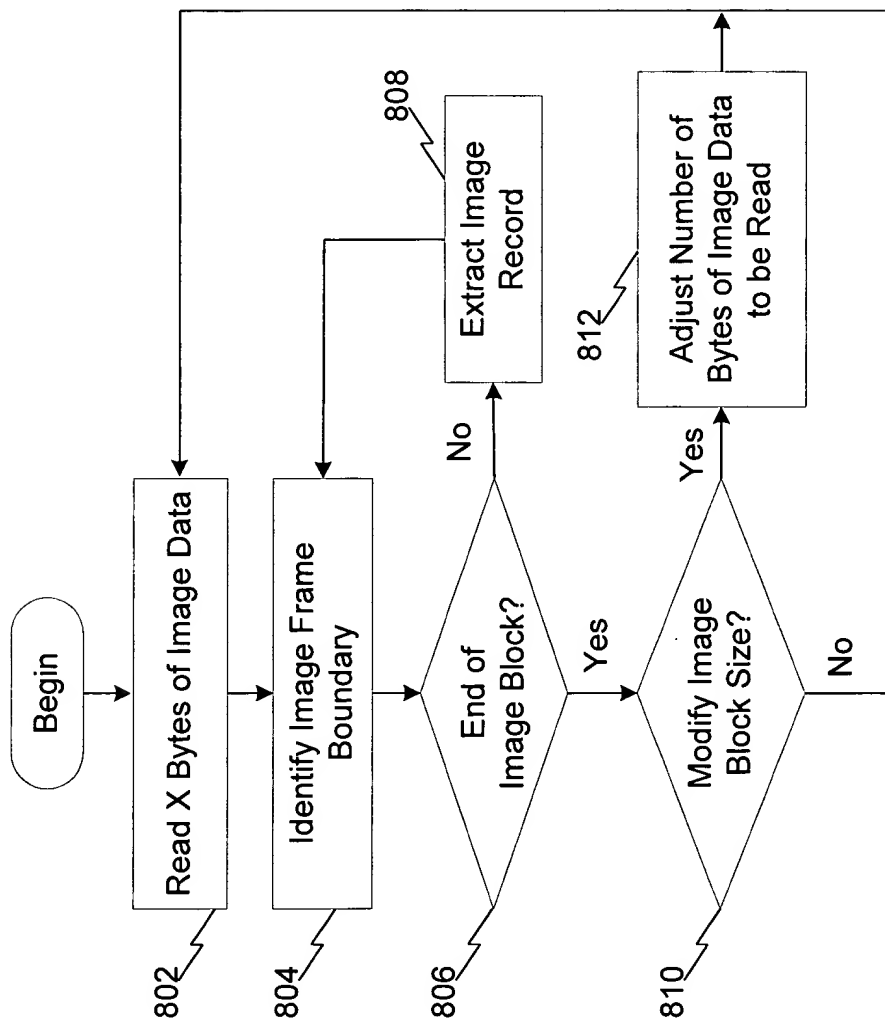 Begin
Read X Bytes of Image Data
802
Identify Image Frame
Boundary
804
End of
Image Block?
806
No
Extract Image
Record
808
Yes
Modify Image
Block Size?
810
Yes
Adjust Number of
Bytes of Image Data
to be Read
812
No